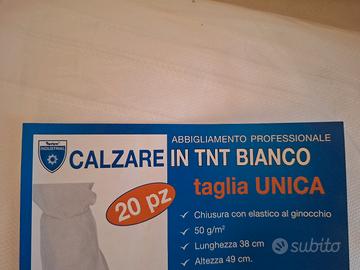 ABBIGLIAMENTO PROFESSIONALE
INDUSTRIAL
CALZARE IN TNT BIANCO
taglia UNICA
20 pz
✓ Chiusura con elastico al ginocchio
✓ 50 g/m²
✓ Lunghezza 38 cm
✓ Altezza 49 cm.
subito